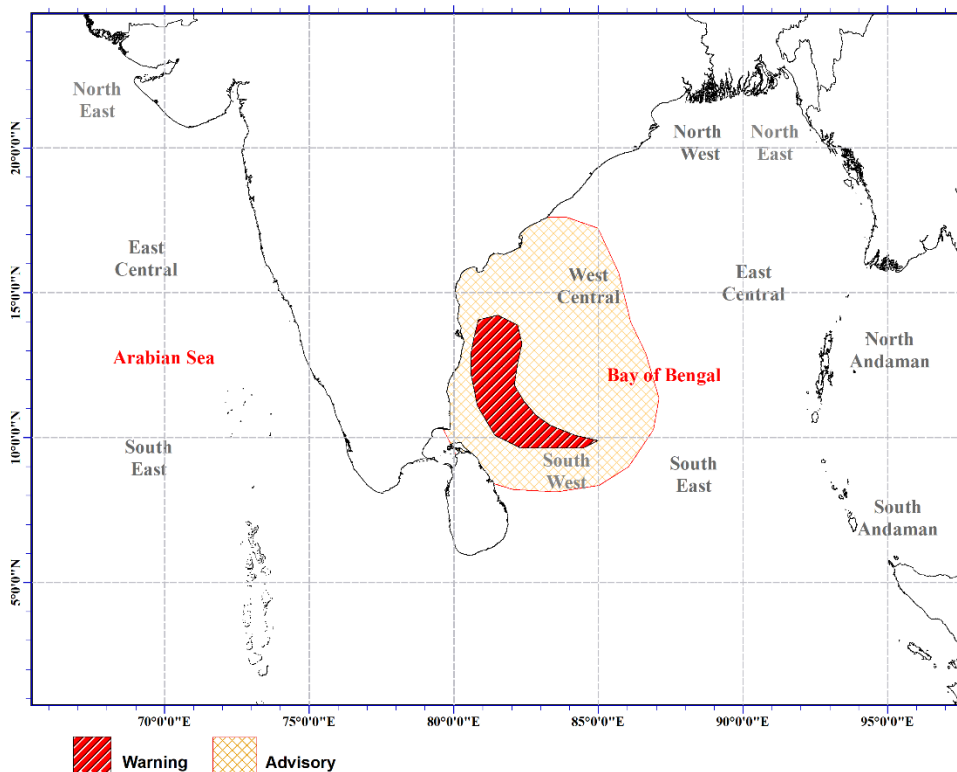 North
East
North
West
North
East
20°0'0"N
East
Central
West
Central
East
Central
15°0'0"N
Arabian Sea
Bay of Bengal
North
Andaman
10°0'0"N
South
East
South
West
South
East
South
Andaman
5°0'0"N
70°0'0"E
75°0'0"E
80°0'0"E
85°0'0"E
90°0'0"E
95°0'0"E
Warning
Advisory